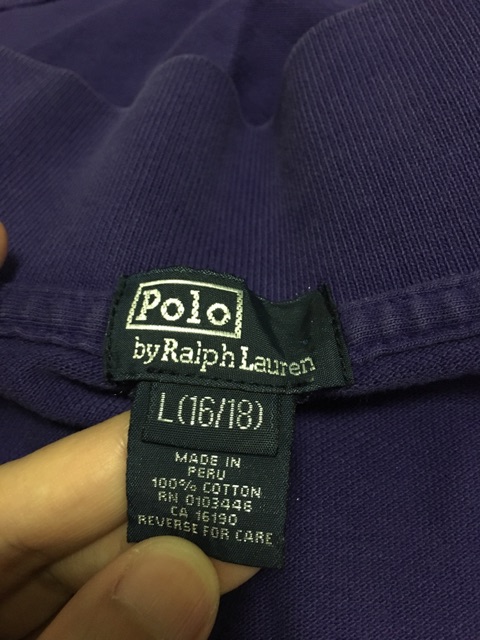 Polo
by Ralph Lauren
L(16/18)
MADE IN
PERU
100% COTTON
RN 0103446
CA 16190
REVERSE FOR CARE